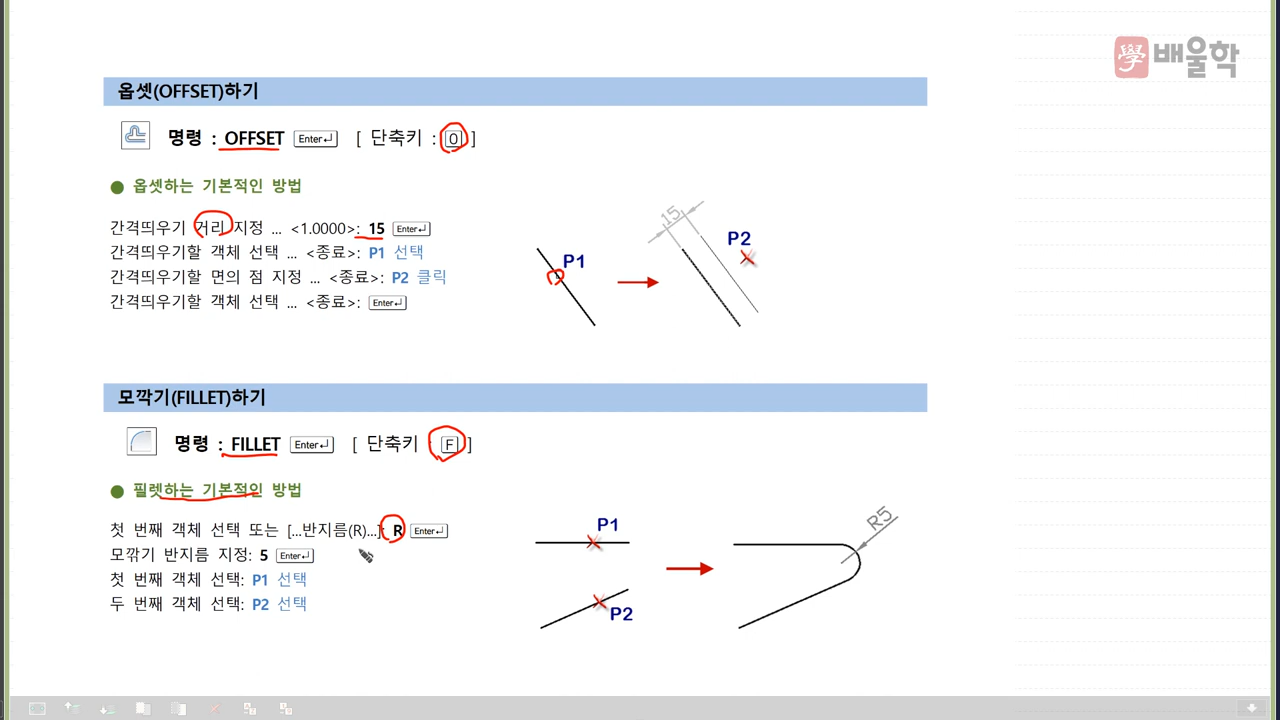 學 배울학
옵셋(OFFSET)하기
명령 : OFFSET Enter↵ [ 단축키 : O ]
● 옵셋하는 기본적인 방법
간격띄우기 거리 지정 ... <1.0000>: 15 Enter↵
간격띄우기할 객체 선택 ... <종료>: P1 선택
간격띄우기할 면의 점 지정 ... <종료>: P2 클릭
간격띄우기할 객체 선택 ... <종료>: Enter↵
P1
15
P2
모깍기(FILLET)하기
명령 : FILLET Enter↵ [ 단축키 F ]
● 필렛하는 기본적인 방법
첫 번째 객체 선택 또는 [...반지름(R)...]: R Enter↵
모깎기 반지름 지정: 5 Enter↵
첫 번째 객체 선택: P1 선택
두 번째 객체 선택: P2 선택
P1
P2
R5